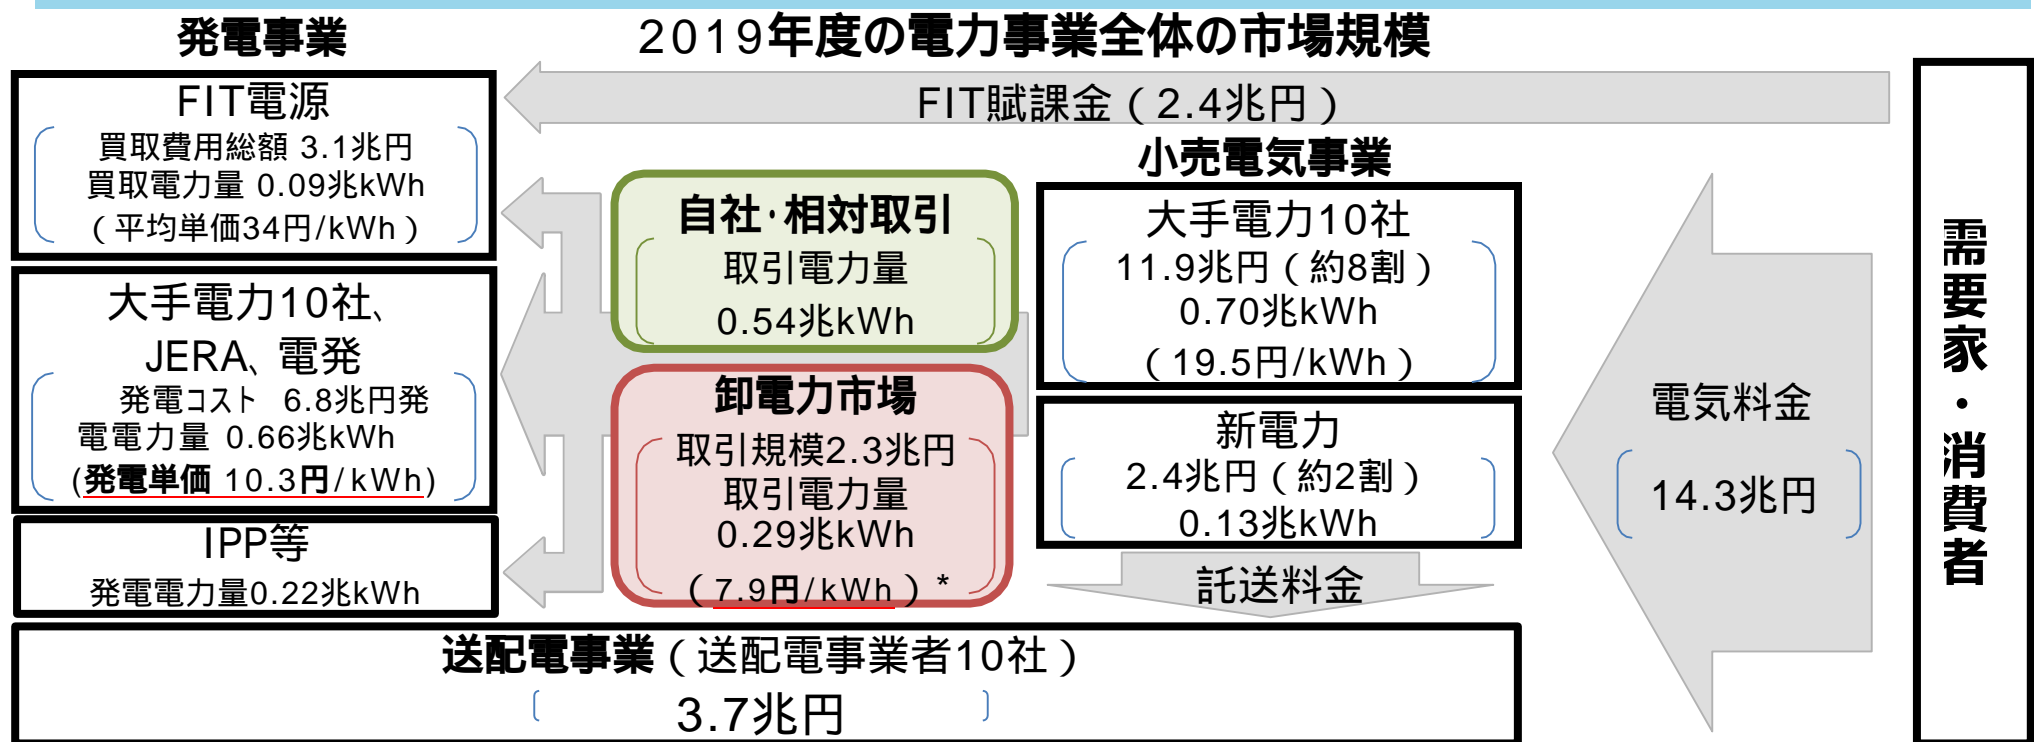 2019年度の電力事業全体の市場規模
発電事業
FIT電源
買取費用総額 3.1兆円
買取電力量 0.09兆kWh
（平均単価34円/kWh）
大手電力10社、
JERA、電発
発電コスト 6.8兆円発
電電力量 0.66兆kWh
(発電単価 10.3円/kWh)
IPP等
発電電力量0.22兆kWh
FIT賦課金（2.4兆円）
自社･相対取引
取引電力量
0.54兆kWh
卸電力市場
取引規模2.3兆円
取引電力量
0.29兆kWh
（7.9円/kWh）*
小売電気事業
大手電力10社
11.9兆円（約8割）
0.70兆kWh
（19.5円/kWh）
新電力
2.4兆円（約2割）
0.13兆kWh
託送料金
電気料金
14.3兆円
需要家・消費者
送配電事業（送配電事業者10社）
3.7兆円